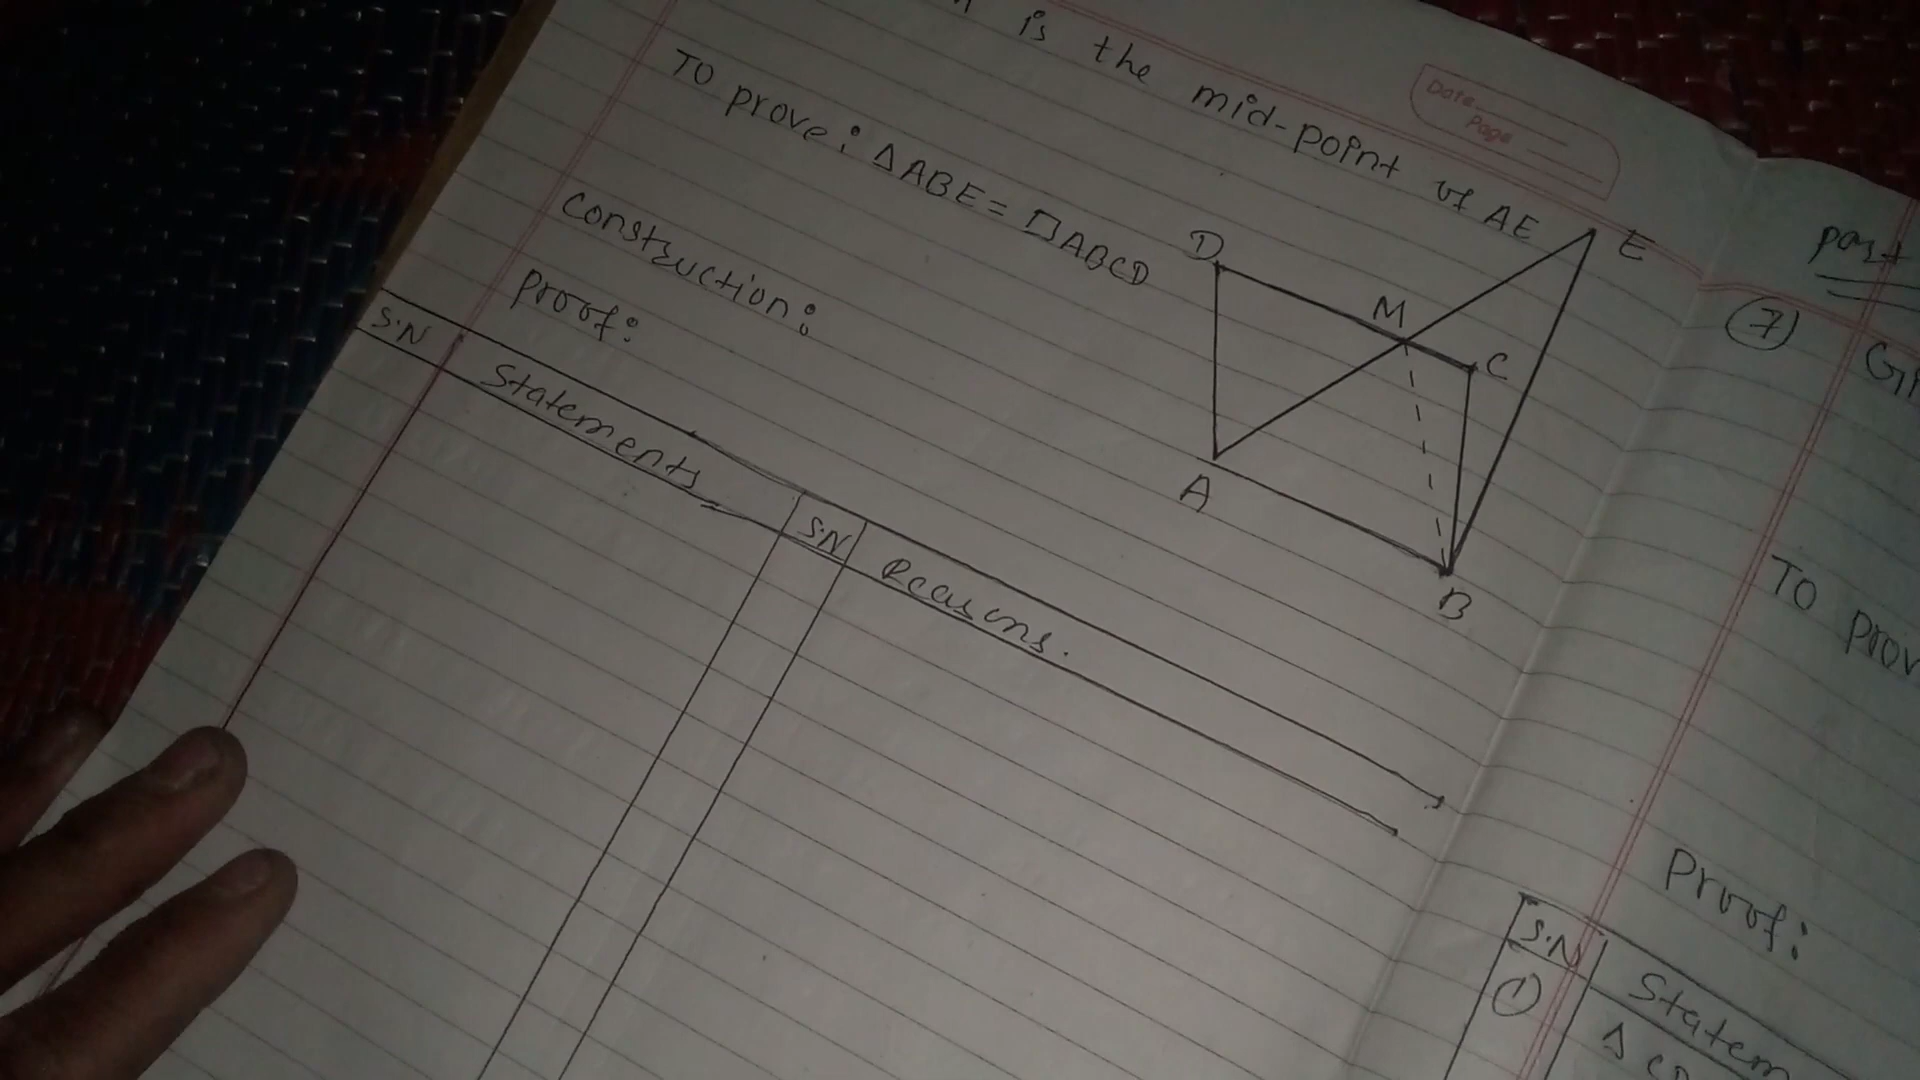 is the mid-point of AE
Date
Page
To prove: ΔABE = ▱ABCD
construction:
proof:
S.N Statements S.N Reasons.
D
E
M
C
A
B
part
7
To prov
Proof:
S.N Statem
1